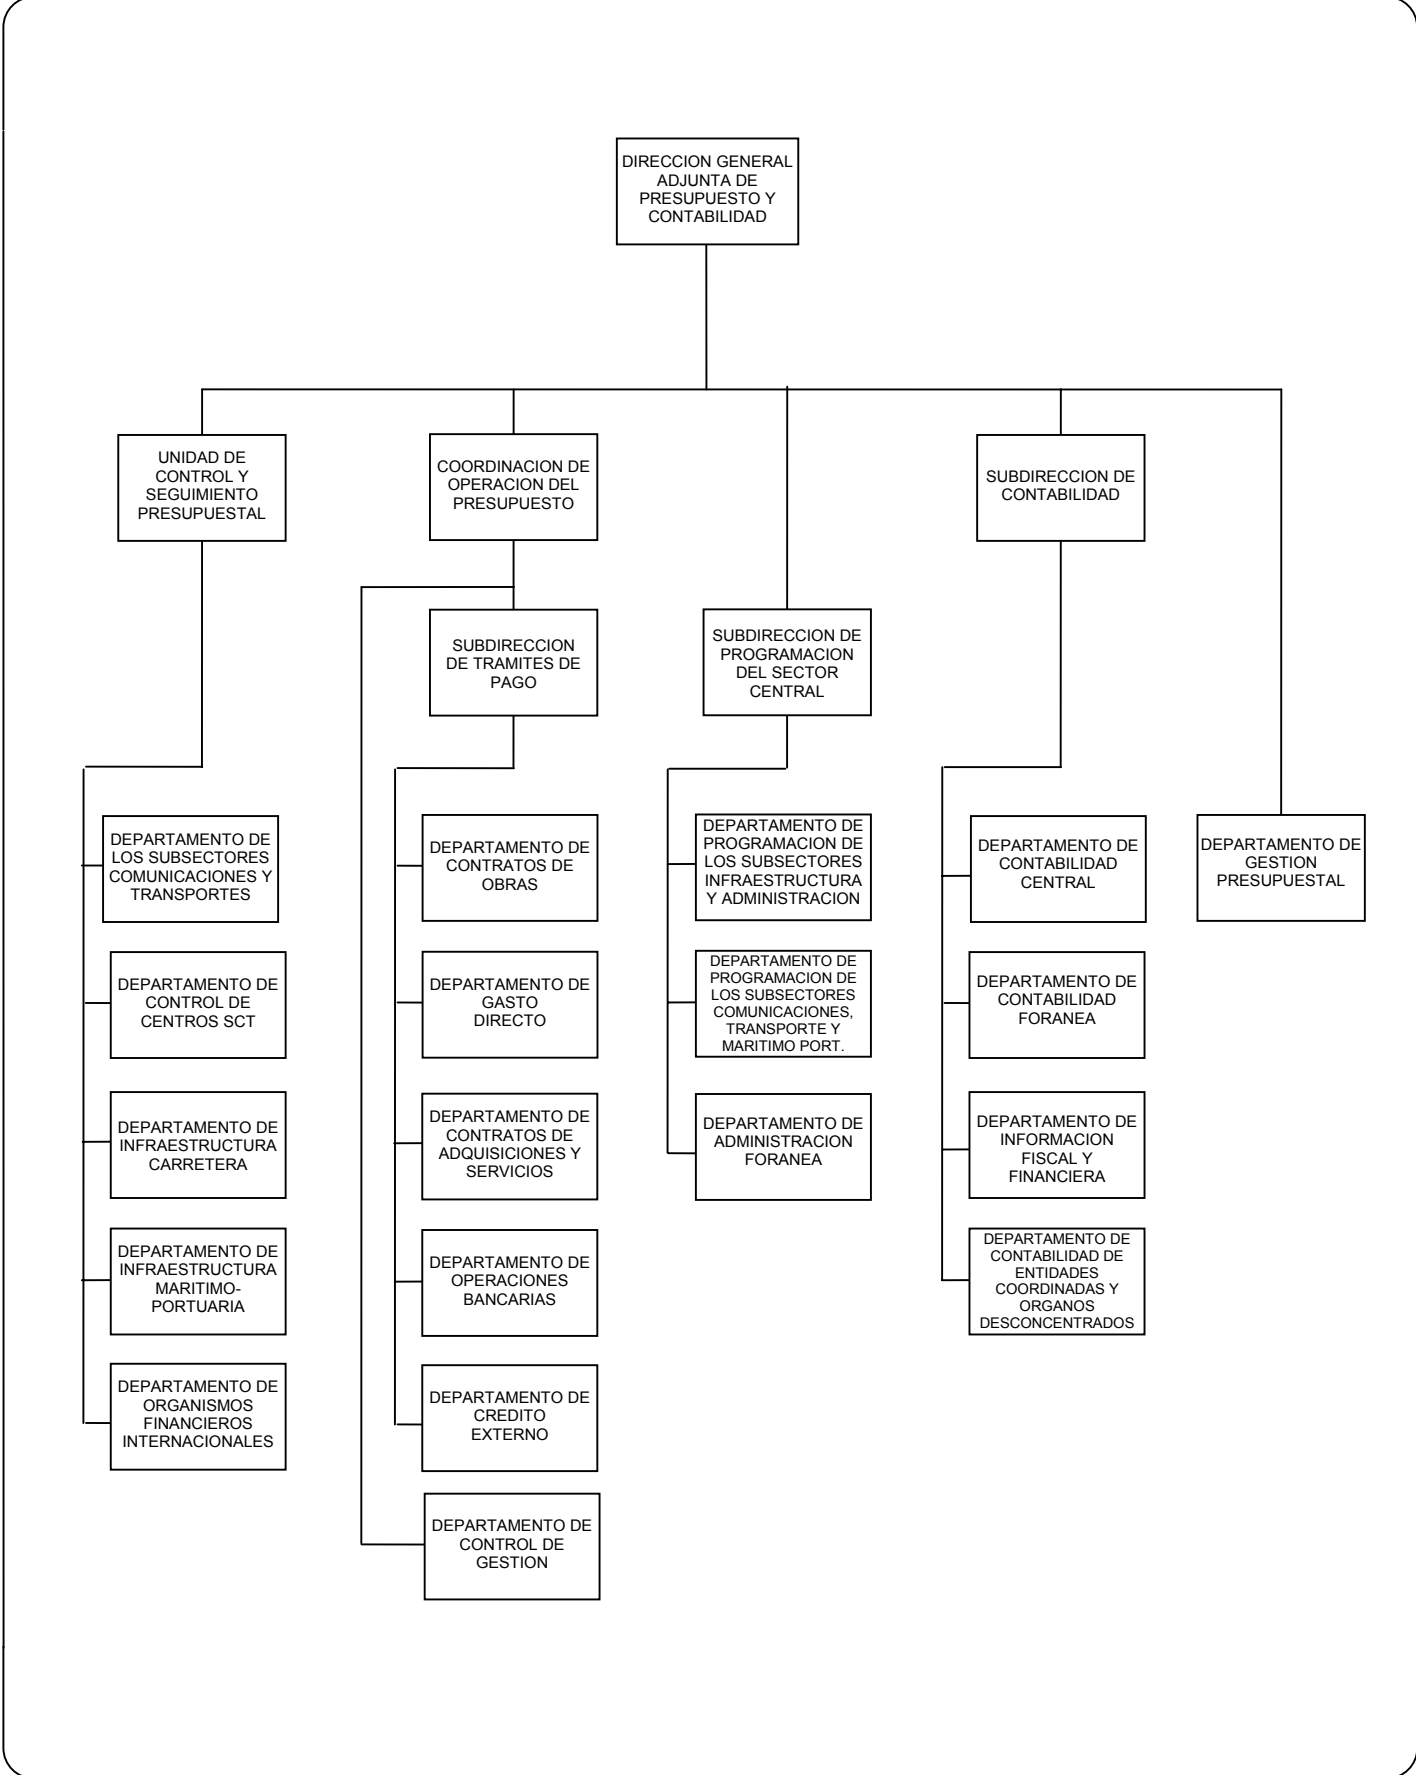 DIRECCION GENERAL
ADJUNTA DE
PRESUPUESTO Y
CONTABILIDAD
UNIDAD DE
CONTROL Y
SEGUIMIENTO
PRESUPUESTAL
COORDINACION DE
OPERACION DEL
PRESUPUESTO
SUBDIRECCION DE
CONTABILIDAD
SUBDIRECCION
DE TRAMITES DE
PAGO
SUBDIRECCION DE
PROGRAMACION
DEL SECTOR
CENTRAL
DEPARTAMENTO DE
LOS SUBSECTORES
COMUNICACIONES Y
TRANSPORTES
DEPARTAMENTO DE
CONTRATOS DE
OBRAS
DEPARTAMENTO DE
PROGRAMACION DE
LOS SUBSECTORES
INFRAESTRUCTURA
Y ADMINISTRACION
DEPARTAMENTO DE
CONTABILIDAD
CENTRAL
DEPARTAMENTO DE
GESTION
PRESUPUESTAL
DEPARTAMENTO DE
CONTROL DE
CENTROS SCT
DEPARTAMENTO DE
GASTO
DIRECTO
DEPARTAMENTO DE
PROGRAMACION DE
LOS SUBSECTORES
COMUNICACIONES,
TRANSPORTE Y
MARITIMO PORT.
DEPARTAMENTO DE
CONTABILIDAD
FORANEA
DEPARTAMENTO DE
INFRAESTRUCTURA
CARRETERA
DEPARTAMENTO DE
CONTRATOS DE
ADQUISICIONES Y
SERVICIOS
DEPARTAMENTO DE
ADMINISTRACION
FORANEA
DEPARTAMENTO DE
INFORMACION
FISCAL Y
FINANCIERA
DEPARTAMENTO DE
INFRAESTRUCTURA
MARITIMO-
PORTUARIA
DEPARTAMENTO DE
OPERACIONES
BANCARIAS
DEPARTAMENTO DE
CONTABILIDAD DE
ENTIDADES
COORDINADAS Y
ORGANOS
DESCONCENTRADOS
DEPARTAMENTO DE
ORGANISMOS
FINANCIEROS
INTERNACIONALES
DEPARTAMENTO DE
CREDITO
EXTERNO
DEPARTAMENTO DE
CONTROL DE
GESTION